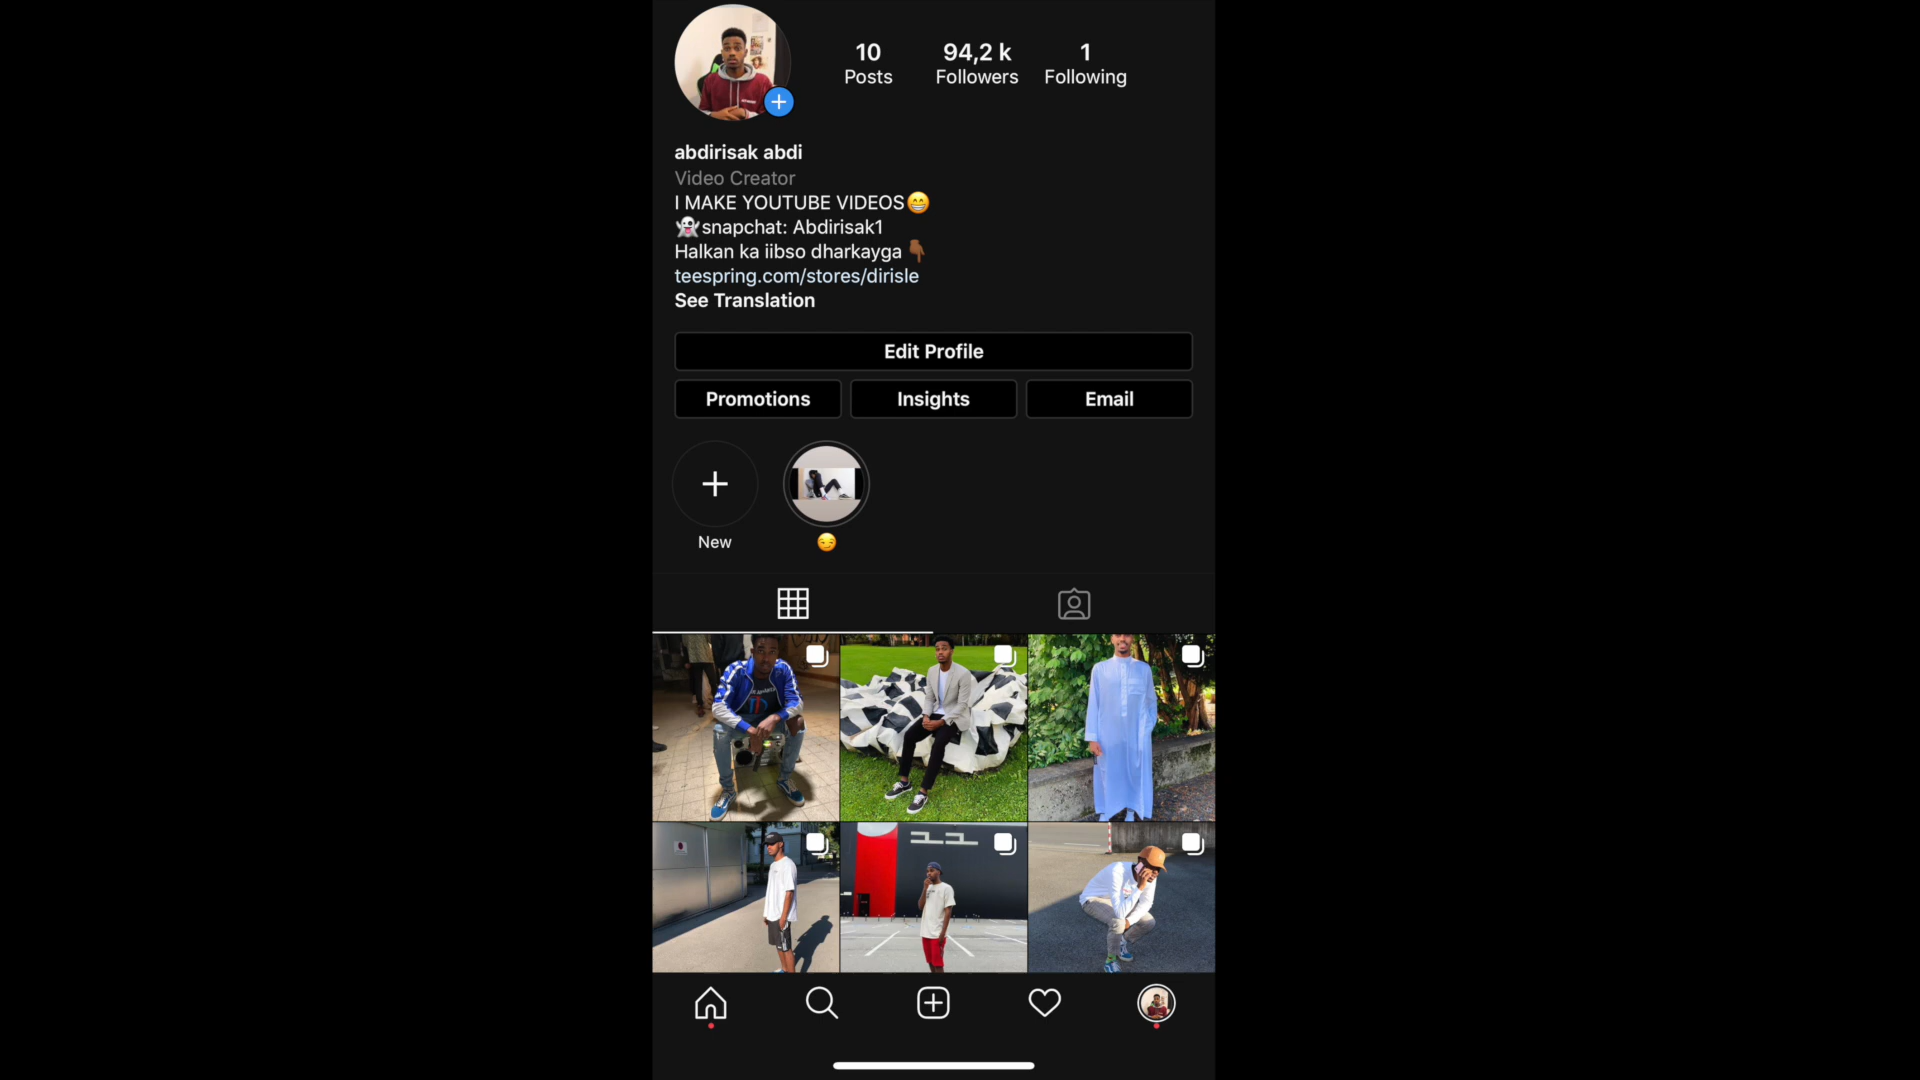 10 94,2 k 1
Posts Followers Following
abdirisak abdi
Video Creator
I MAKE YOUTUBE VIDEOS😁
👻snapchat: Abdirisak1
Halkan ka iibso dharkayga 👇🏾
teespring.com/stores/dirisle
See Translation
Edit Profile
Promotions Insights Email
New 😏